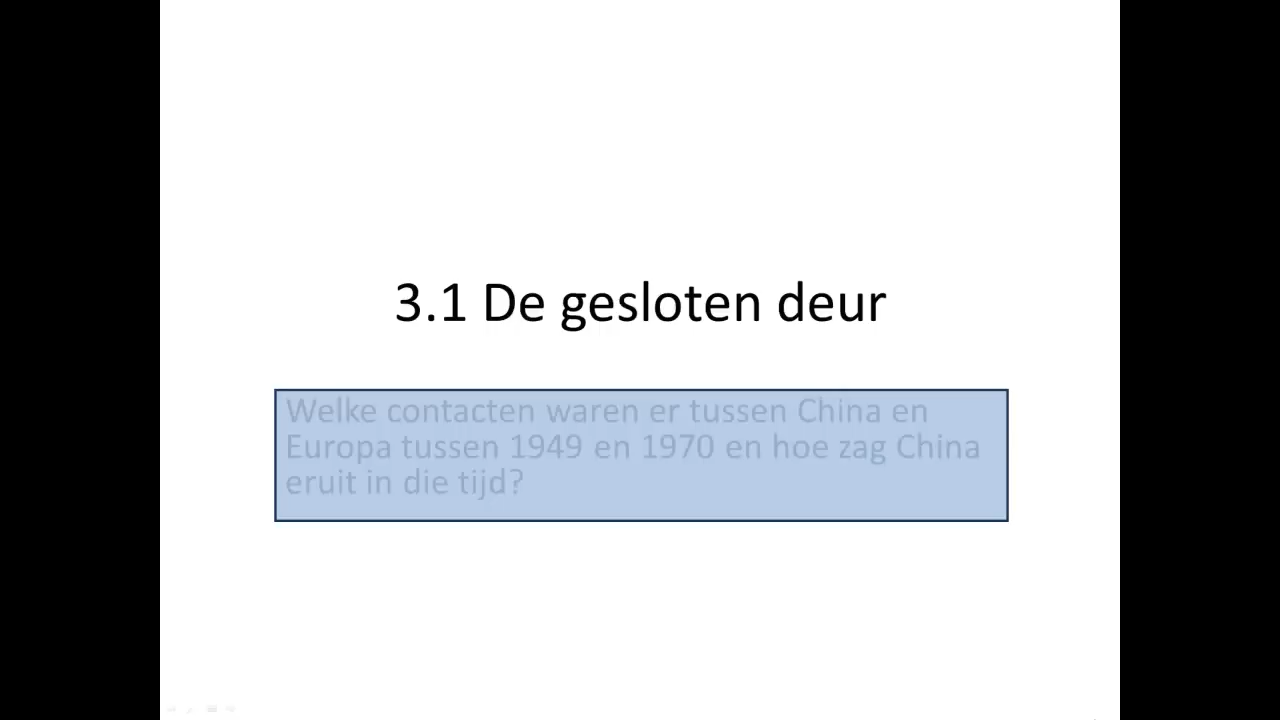 3.1 De gesloten deur
Welke contacten waren er tussen China en
Europa tussen 1949 en 1970 en hoe zag China
eruit in die tijd?